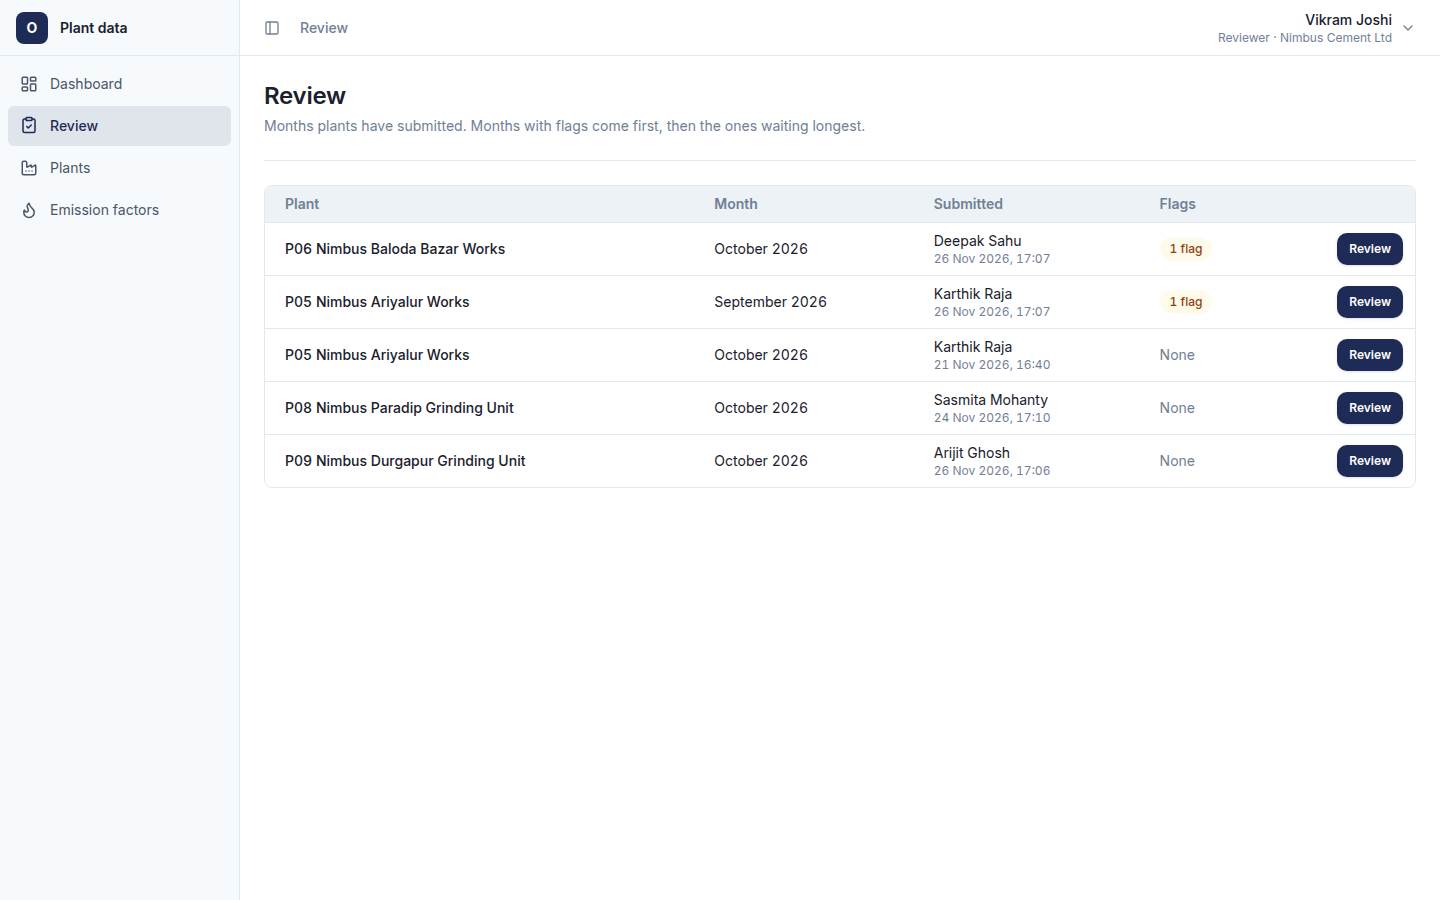 O Plant data
Review
Vikram Joshi
Reviewer · Nimbus Cement Ltd
Dashboard
Review
Plants
Emission factors
Review
Months plants have submitted. Months with flags come first, then the ones waiting longest.
Plant Month Submitted Flags
P06 Nimbus Baloda Bazar Works October 2026 Deepak Sahu 1 flag Review
26 Nov 2026, 17:07
P05 Nimbus Ariyalur Works September 2026 Karthik Raja 1 flag Review
26 Nov 2026, 17:07
P05 Nimbus Ariyalur Works October 2026 Karthik Raja None Review
21 Nov 2026, 16:40
P08 Nimbus Paradip Grinding Unit October 2026 Sasmita Mohanty None Review
24 Nov 2026, 17:10
P09 Nimbus Durgapur Grinding Unit October 2026 Arijit Ghosh None Review
26 Nov 2026, 17:06